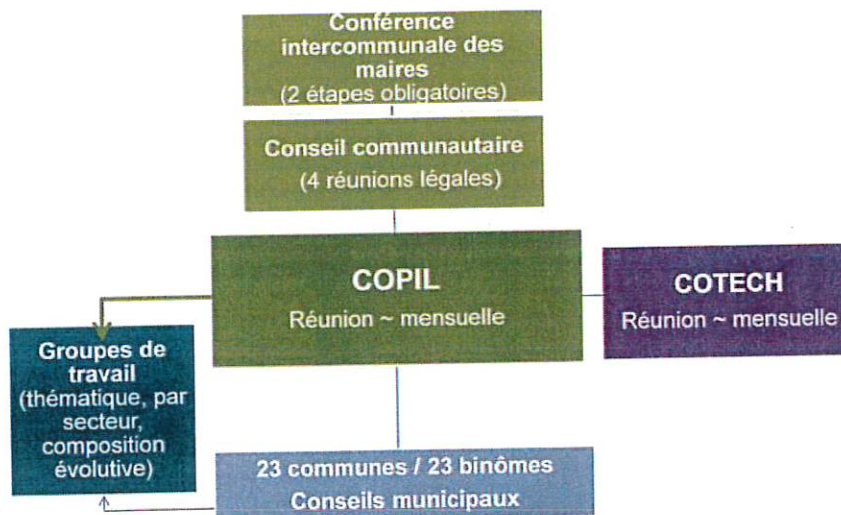 Conférence
intercommunale des
maires
(2 étapes obligatoires)
Conseil communautaire
(4 réunions légales)
COPIL
Réunion ~ mensuelle
COTECH
Réunion ~ mensuelle
Groupes de
travail
(thématique, par
secteur,
composition
évolutive)
23 communes / 23 binômes
Conseils municipaux